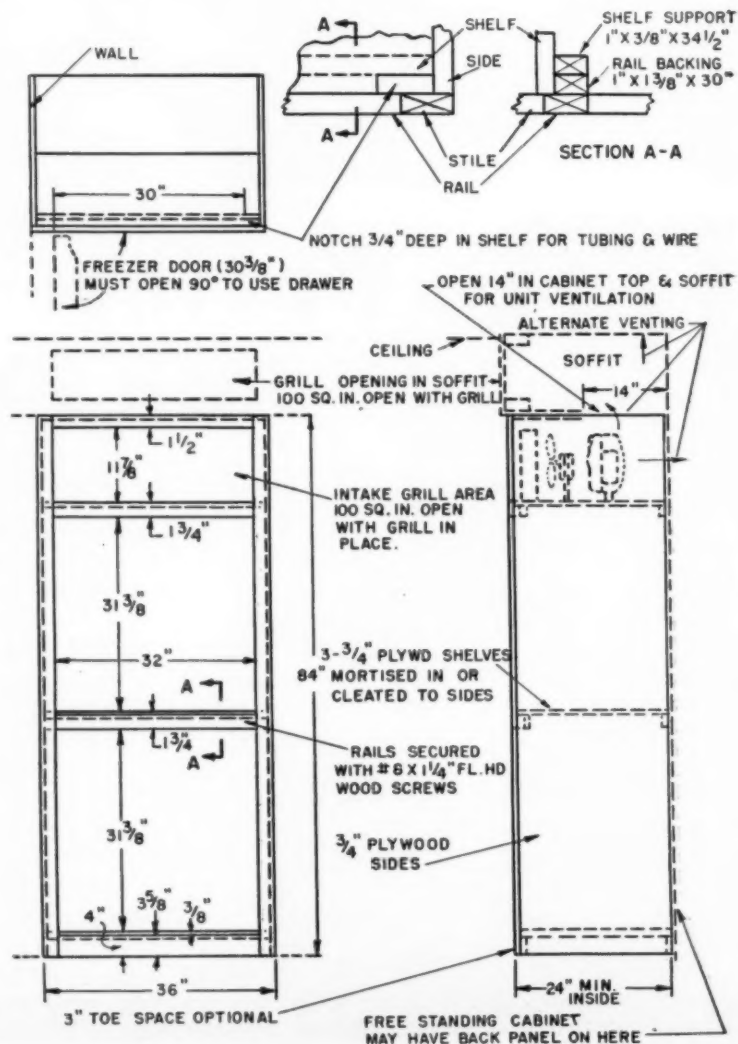 A
A
SHELF
SIDE
SHELF SUPPORT
1" X 3/8" X 34 1/2"
RAIL BACKING
1" X 1 3/8" X 30"
WALL
STILE
RAIL
SECTION A-A
30"
NOTCH 3/4" DEEP IN SHELF FOR TUBING & WIRE
FREEZER DOOR (30 3/8")
MUST OPEN 90° TO USE DRAWER
OPEN 14" IN CABINET TOP & SOFFIT
FOR UNIT VENTILATION
ALTERNATE VENTING
CEILING
SOFFIT
GRILL OPENING IN SOFFIT
100 SQ. IN. OPEN WITH GRILL
14"
1 1/2"
11 7/8"
INTAKE GRILL AREA
100 SQ. IN. OPEN
WITH GRILL IN
PLACE.
1 3/4"
31 3/8"
32"
3-3/4" PLYWD SHELVES
MORTISED IN OR
CLEATED TO SIDES
84"
A
A
1 3/4
RAILS SECURED
WITH #8 X 1 1/4" FL. HD
WOOD SCREWS
31 3/8"
3/4" PLYWOOD
SIDES
4"
3 5/8"
3/8"
36"
24" MIN.
INSIDE
3" TOE SPACE OPTIONAL
FREE STANDING CABINET
MAY HAVE BACK PANEL ON HERE